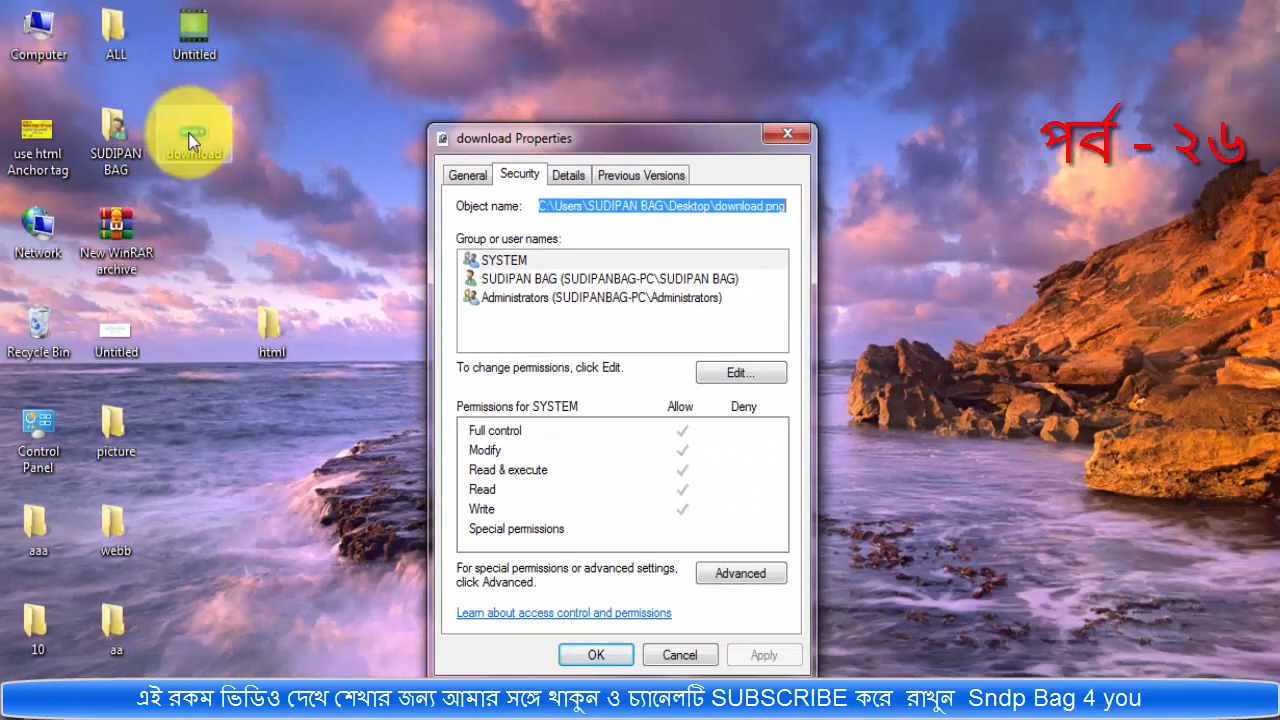 Computer
ALL
Untitled
use html
Anchor tag
SUDIPAN
BAG
download
Network
New WinRAR
archive
Recycle Bin
Untitled
html
Control
Panel
picture
aaa
webb
10
aa
download Properties
General
Security
Details
Previous Versions
Object name:
C:\Users\SUDIPAN BAG\Desktop\download.png
Group or user names:
SYSTEM
SUDIPAN BAG (SUDIPANBAG-PC\SUDIPAN BAG)
Administrators (SUDIPANBAG-PC\Administrators)
To change permissions, click Edit.
Edit...
Permissions for SYSTEM
Allow
Deny
Full control
Modify
Read & execute
Read
Write
Special permissions
For special permissions or advanced settings,
click Advanced.
Advanced
Learn about access control and permissions
OK
Cancel
Apply
পর্ব - ২৬
এই রকম ভিডিও দেখে শেখার জন্য আমার সঙ্গে থাকুন ও চ্যানেলটি SUBSCRIBE করে রাখুন Sndp Bag 4 you